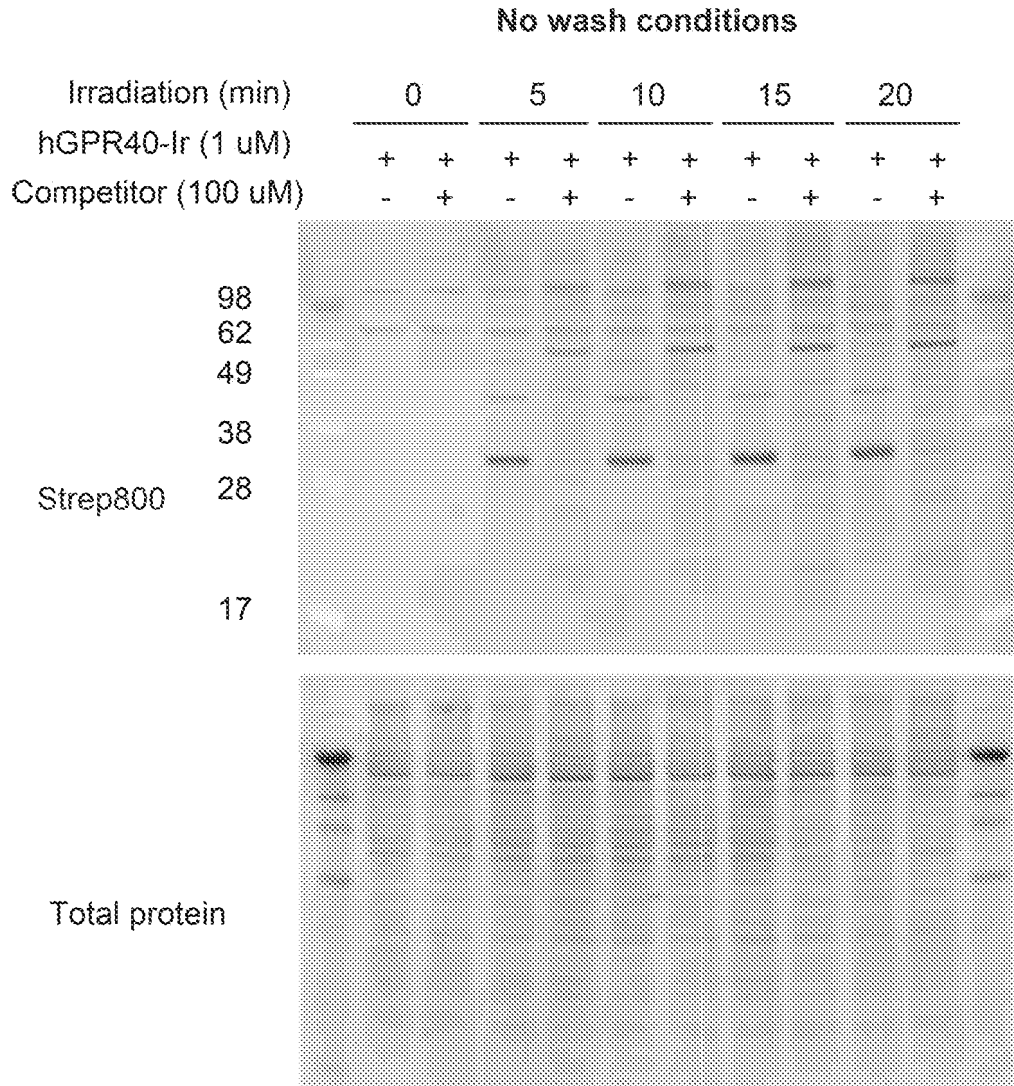 No wash conditions
Irradiation (min) 0 5 10 15 20
hGPR40-Ir (1 uM) + + + + + + + + + +
Competitor (100 uM) - + - + - + - + - +
98
62
49
38
28
Strep800
17
Total protein